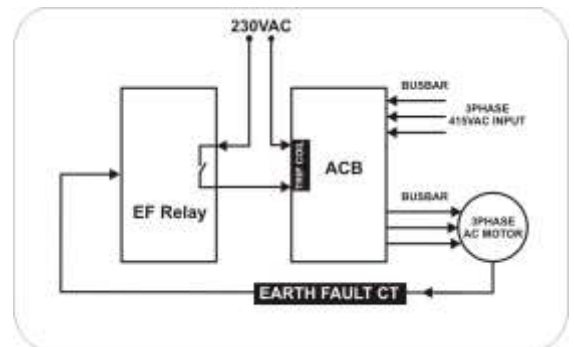 230VAC
BUSBAR
3PHASE
415VAC INPUT
TRIP COIL
ACB
EF Relay
BUSBAR
3PHASE
AC MOTOR
EARTH FAULT CT